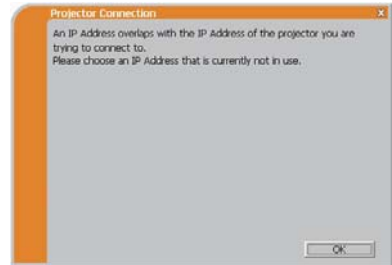 Projector Connection
x
An IP Address overlaps with the IP Address of the projector you are
trying to connect to.
Please choose an IP Address that is currently not in use.
OK